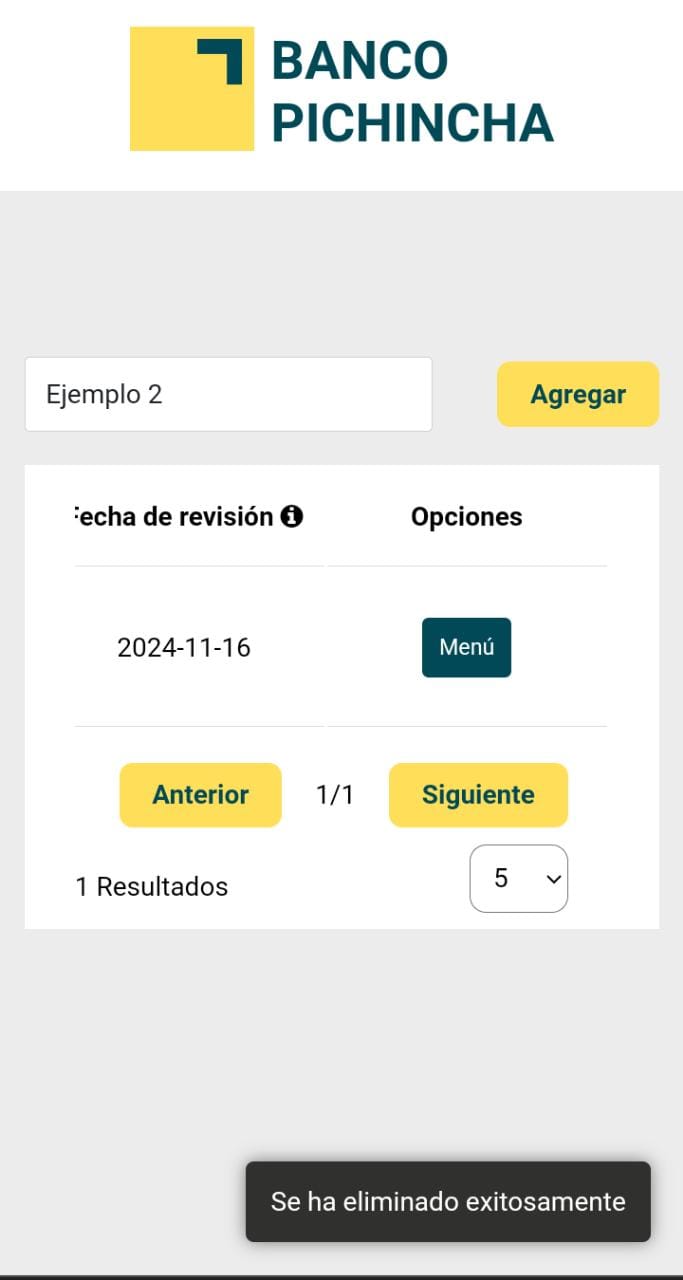 BANCO
PICHINCHA
Ejemplo 2
Agregar
Fecha de revisión
Opciones
2024-11-16
Menú
Anterior
1/1
Siguiente
1 Resultados
5
Se ha eliminado exitosamente